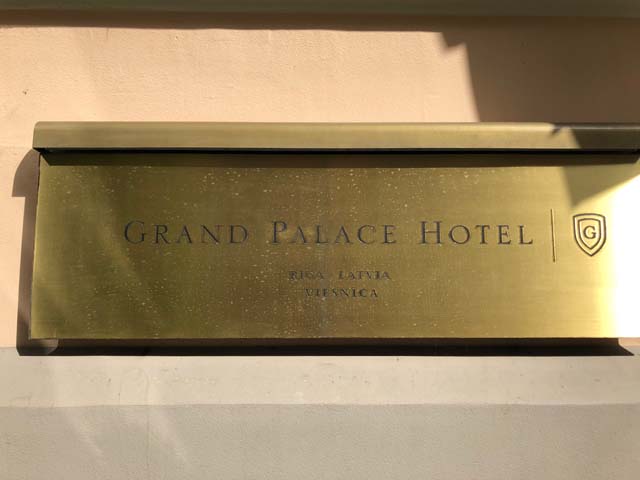 GRAND PALACE HOTEL
G
RIGA LATVIA
VIESNICA